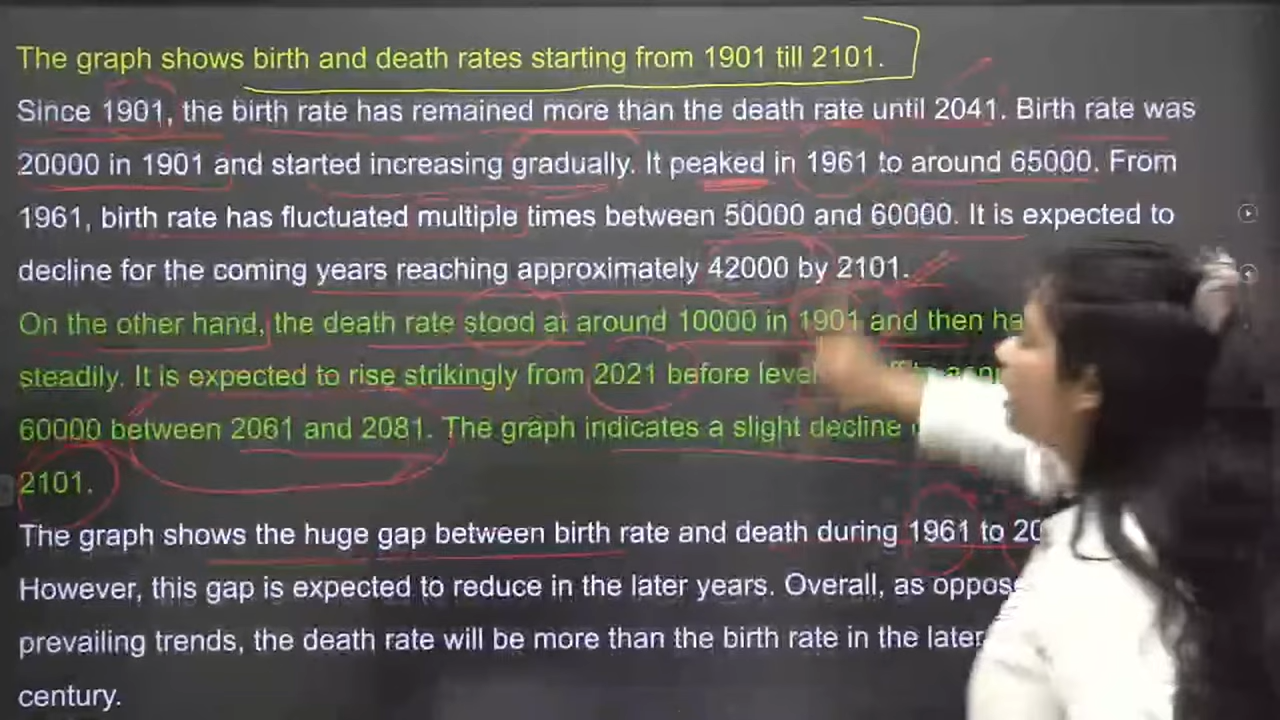 The graph shows birth and death rates starting from 1901 till 2101.
Since 1901, the birth rate has remained more than the death rate until 2041. Birth rate was
20000 in 1901 and started increasing gradually. It peaked in 1961 to around 65000. From
1961, birth rate has fluctuated multiple times between 50000 and 60000. It is expected to
decline for the coming years reaching approximately 42000 by 2101.
On the other hand, the death rate stood at around 10000 in 1901 and then
steadily. It is expected to rise strikingly from 2021 before
60000 between 2061 and 2081. The graph indicates a slight decline
2101.
The graph shows the huge gap between birth rate and death during 1961 to
However, this gap is expected to reduce in the later years. Overall, as
prevailing trends, the death rate will be more than the birth rate in the later
century.